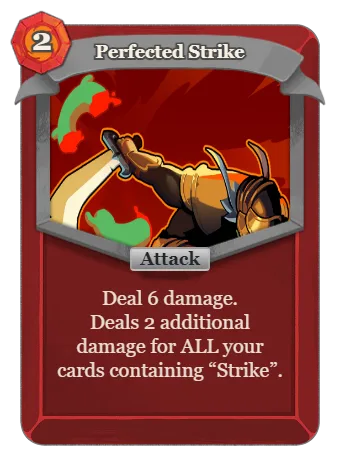 2
Perfected Strike
Attack
Deal 6 damage.
Deals 2 additional
damage for ALL your
cards containing “Strike”.